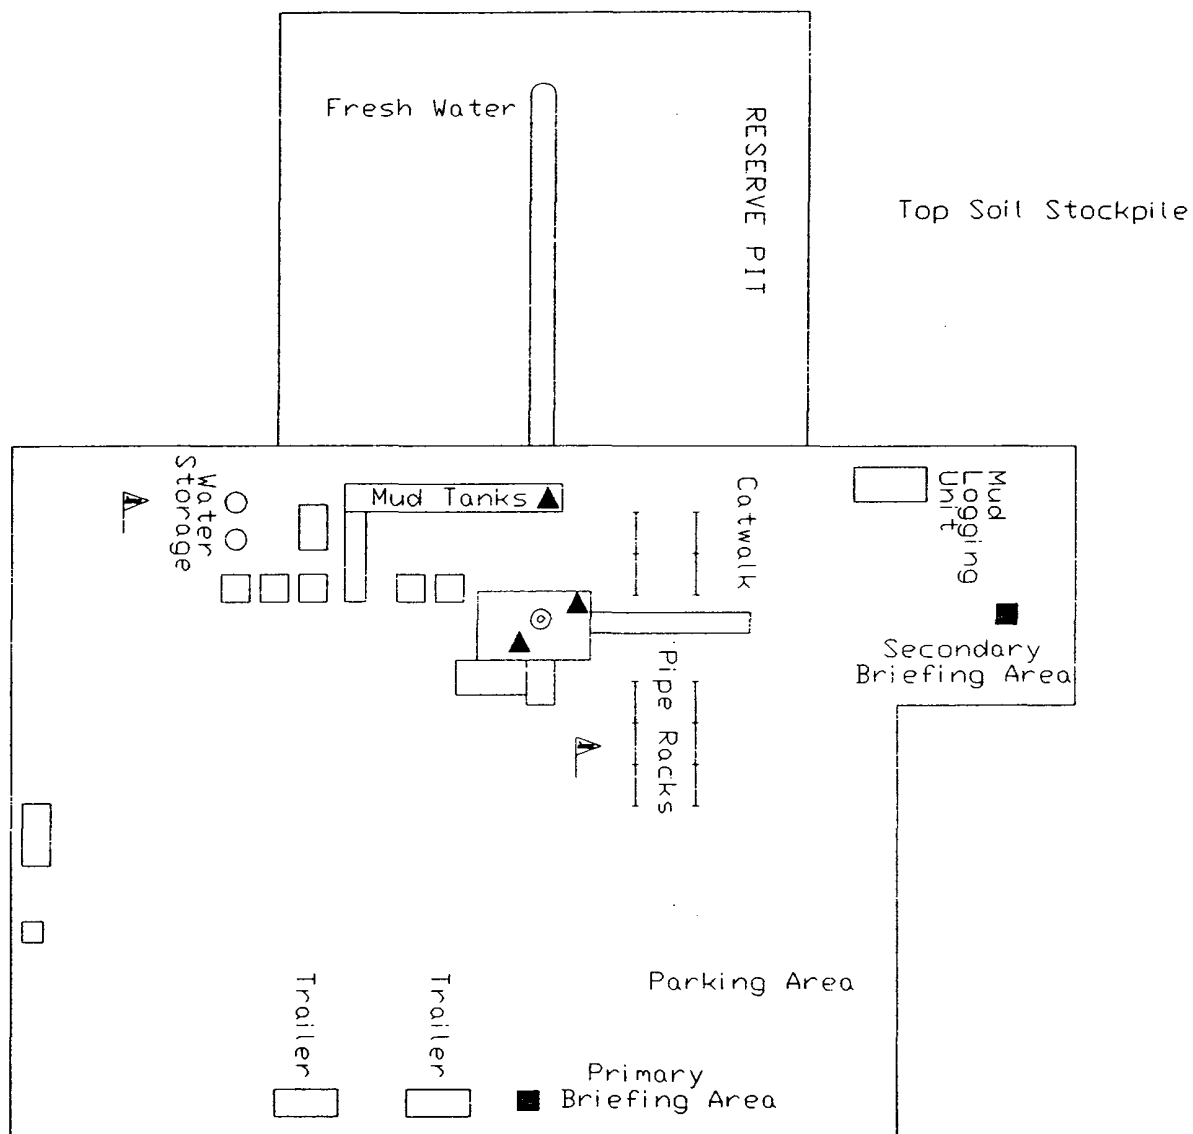 Fresh Water
RESERVE PIT
Top Soil Stockpile
Water
Storage
Mud Tanks
Catwalk
Mud
Logging
Unit
Secondary
Briefing Area
Pipe Racks
Parking Area
Trailer
Trailer
Primary
Briefing Area